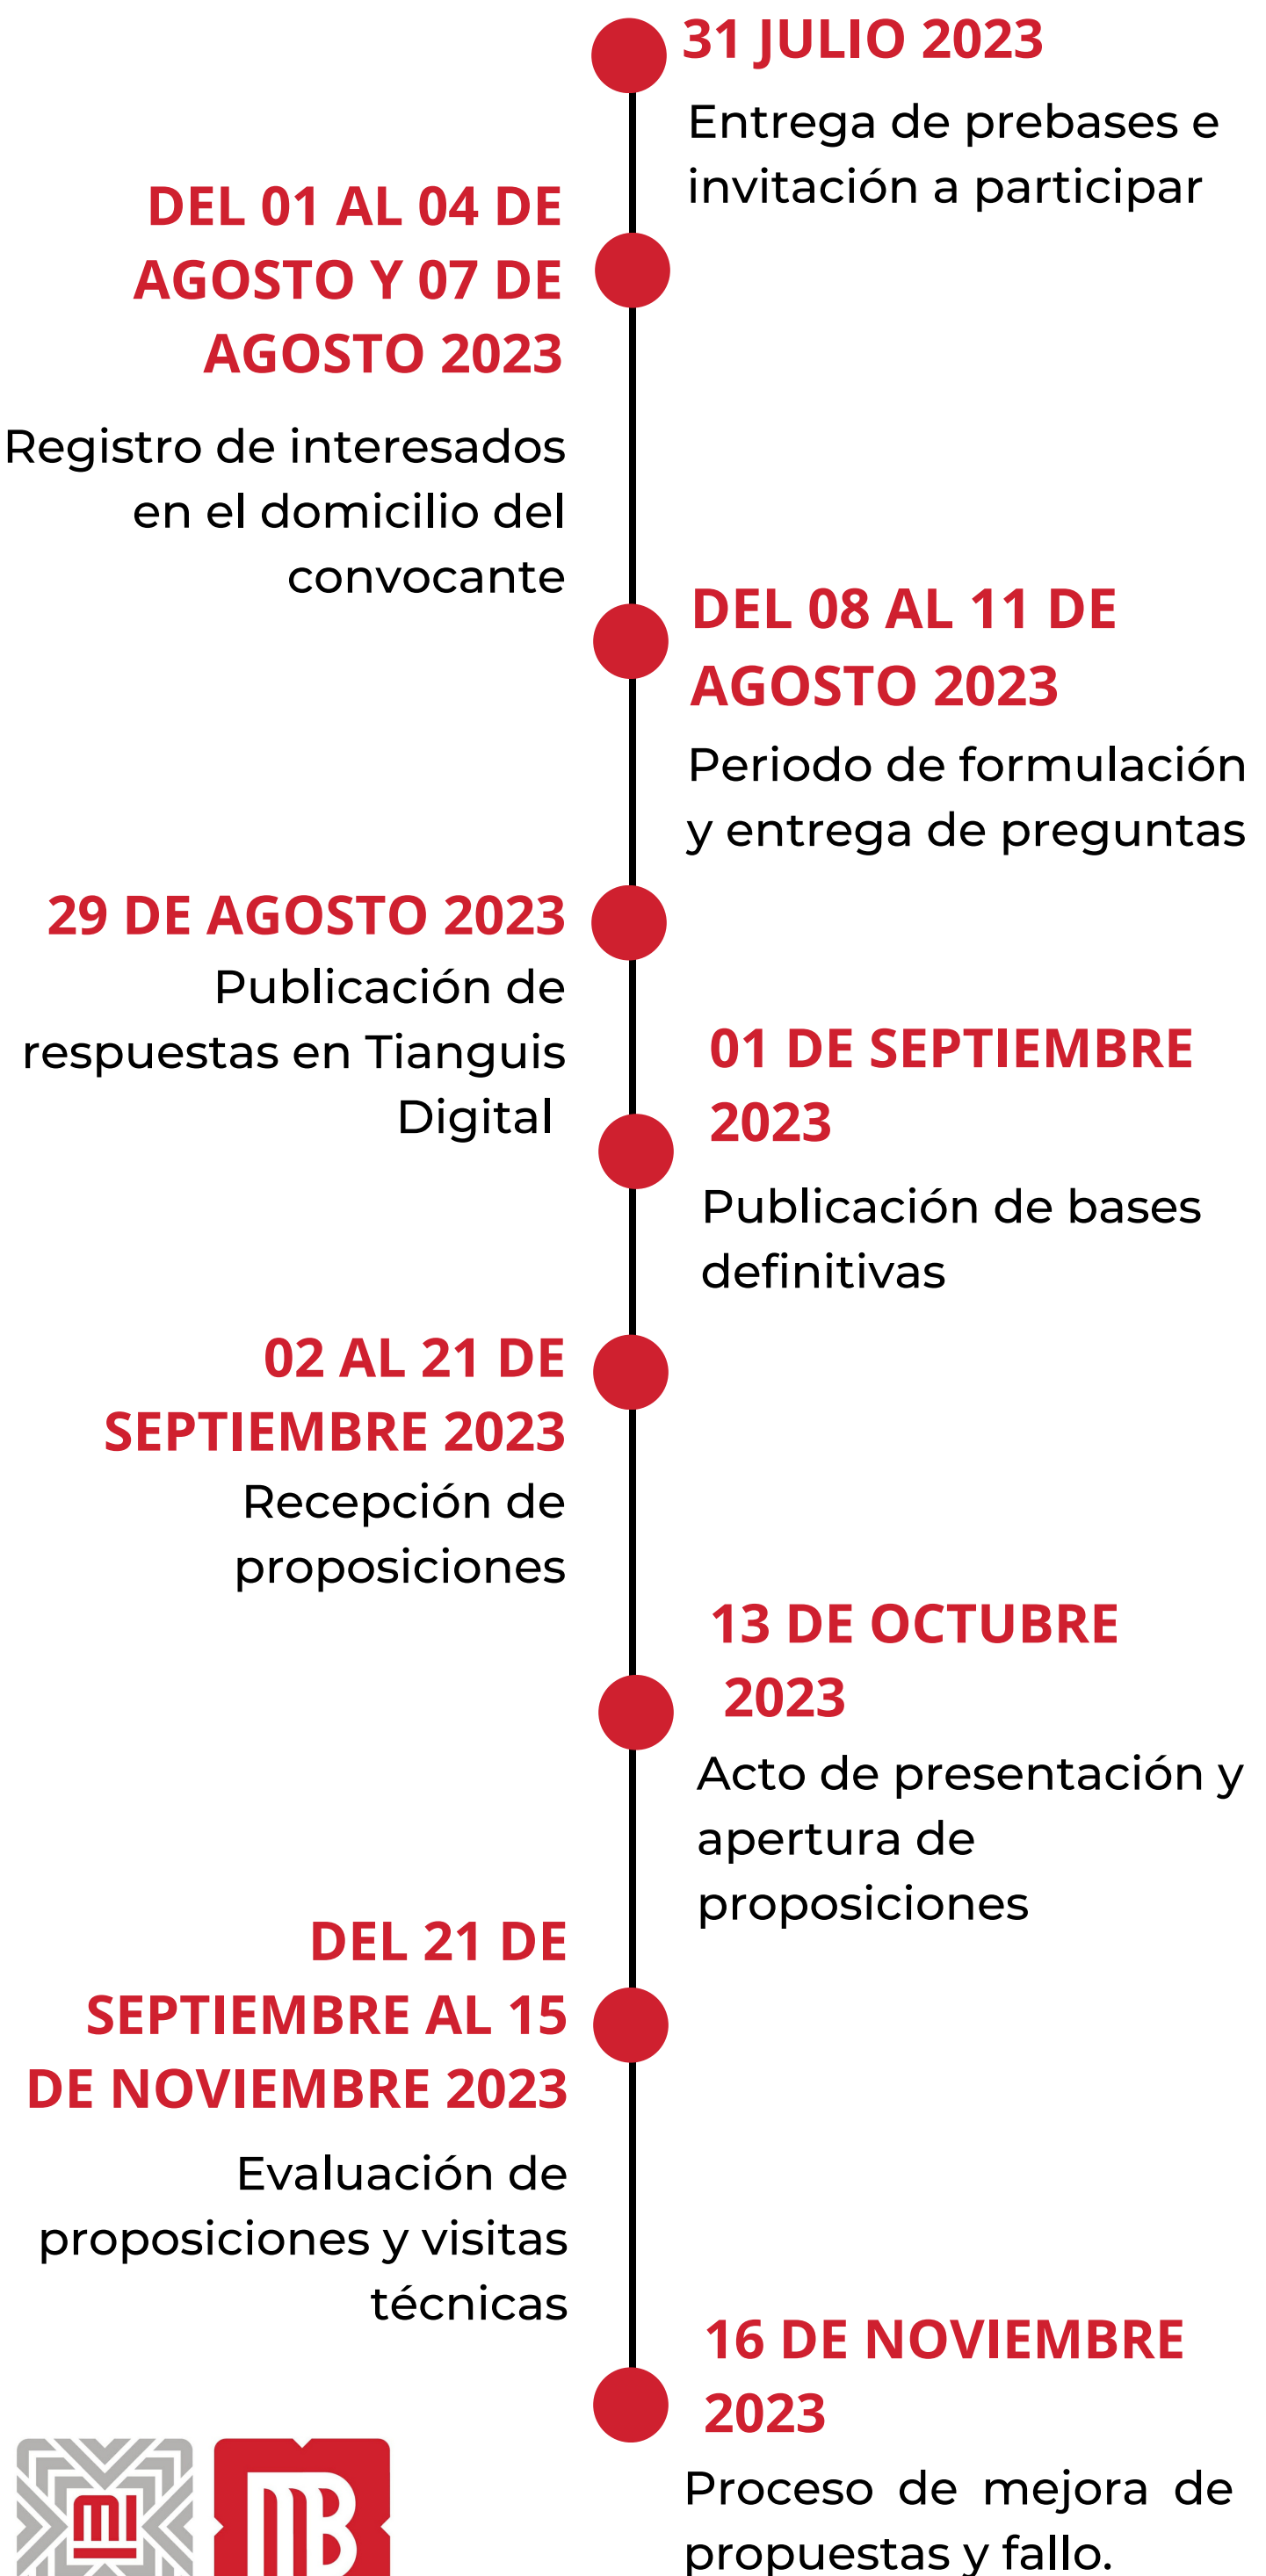 31 JULIO 2023
Entrega de prebases e
invitación a participar
DEL 01 AL 04 DE
AGOSTO Y 07 DE
AGOSTO 2023
Registro de interesados
en el domicilio del
convocante
DEL 08 AL 11 DE
AGOSTO 2023
Periodo de formulación
y entrega de preguntas
29 DE AGOSTO 2023
Publicación de
respuestas en Tianguis
Digital
01 DE SEPTIEMBRE
2023
Publicación de bases
definitivas
02 AL 21 DE
SEPTIEMBRE 2023
Recepción de
proposiciones
13 DE OCTUBRE
2023
Acto de presentación y
apertura de
proposiciones
DEL 21 DE
SEPTIEMBRE AL 15
DE NOVIEMBRE 2023
Evaluación de
proposiciones y visitas
técnicas
16 DE NOVIEMBRE
2023
Proceso de mejora de
propuestas y fallo.
MI
MB